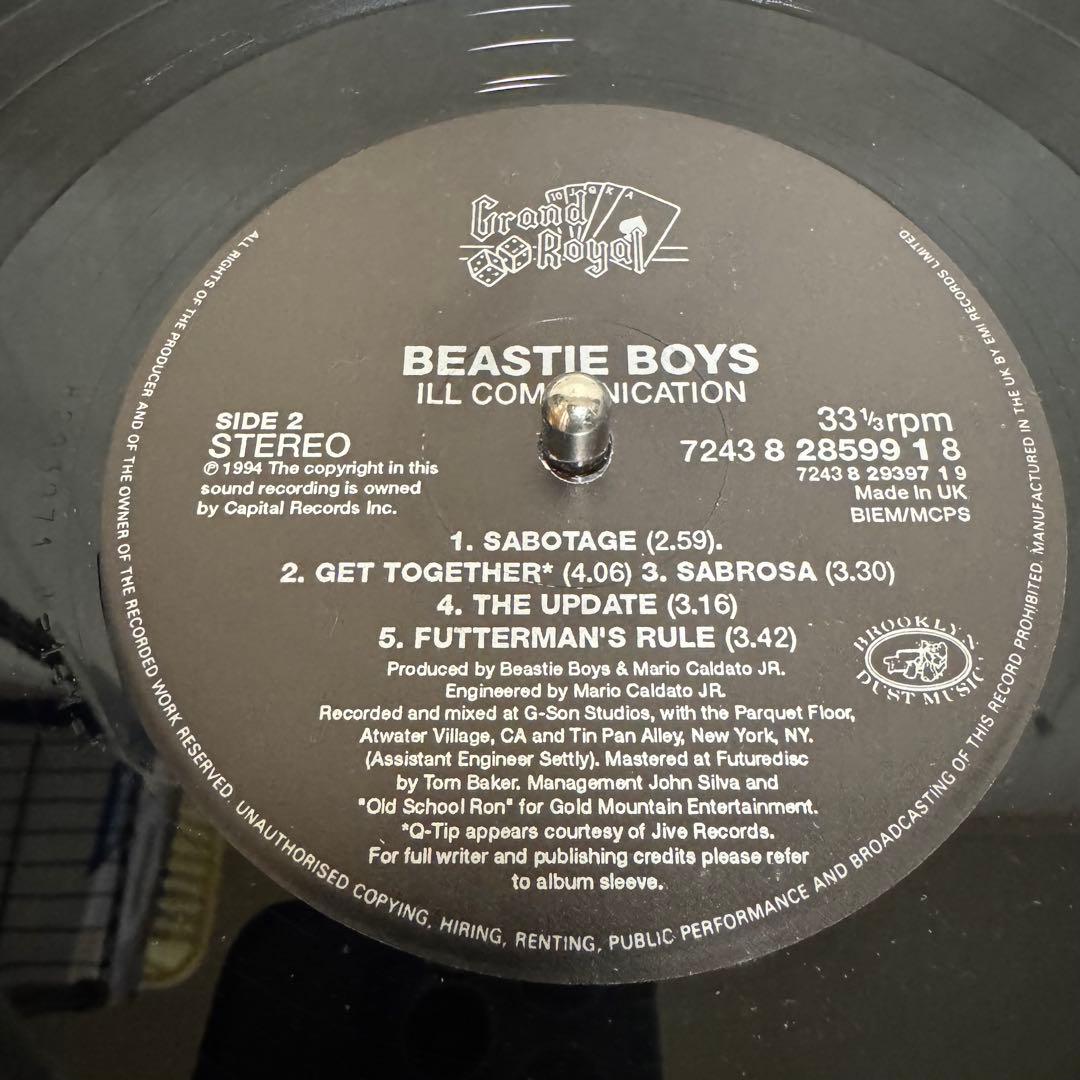 10 J Q K A
Grand
Royal
BEASTIE BOYS
ILL COM NICATION
SIDE 2
STEREO
℗ 1994 The copyright in this
sound recording is owned
by Capital Records Inc.
33⅓rpm
7243 8 28599 1 8
7243 8 29397 1 9
Made In UK
BIEM/MCPS
1. SABOTAGE (2.59).
2. GET TOGETHER* (4.06) 3. SABROSA (3.30)
4. THE UPDATE (3.16)
5. FUTTERMAN'S RULE (3.42)
Produced by Beastie Boys & Mario Caldato JR.
Engineered by Mario Caldato JR.
Recorded and mixed at G-Son Studios, with the Parquet Floor,
Atwater Village, CA and Tin Pan Alley, New York, NY.
(Assistant Engineer Settly). Mastered at Futuredisc
by Tom Baker. Management John Silva and
"Old School Ron" for Gold Mountain Entertainment.
*Q-Tip appears courtesy of Jive Records.
For full writer and publishing credits please refer
to album sleeve.
BROOKLYN
DUST MUSIC
ALL RIGHTS OF THE PRODUCER AND OF THE OWNER OF THE RECORDED WORK RESERVED. UNAUTHORISED COPYING, HIRING, RENTING, PUBLIC PERFORMANCE AND BROADCASTING OF THIS RECORD PROHIBITED. MANUFACTURED IN THE UK BY EMI RECORDS LIMITED